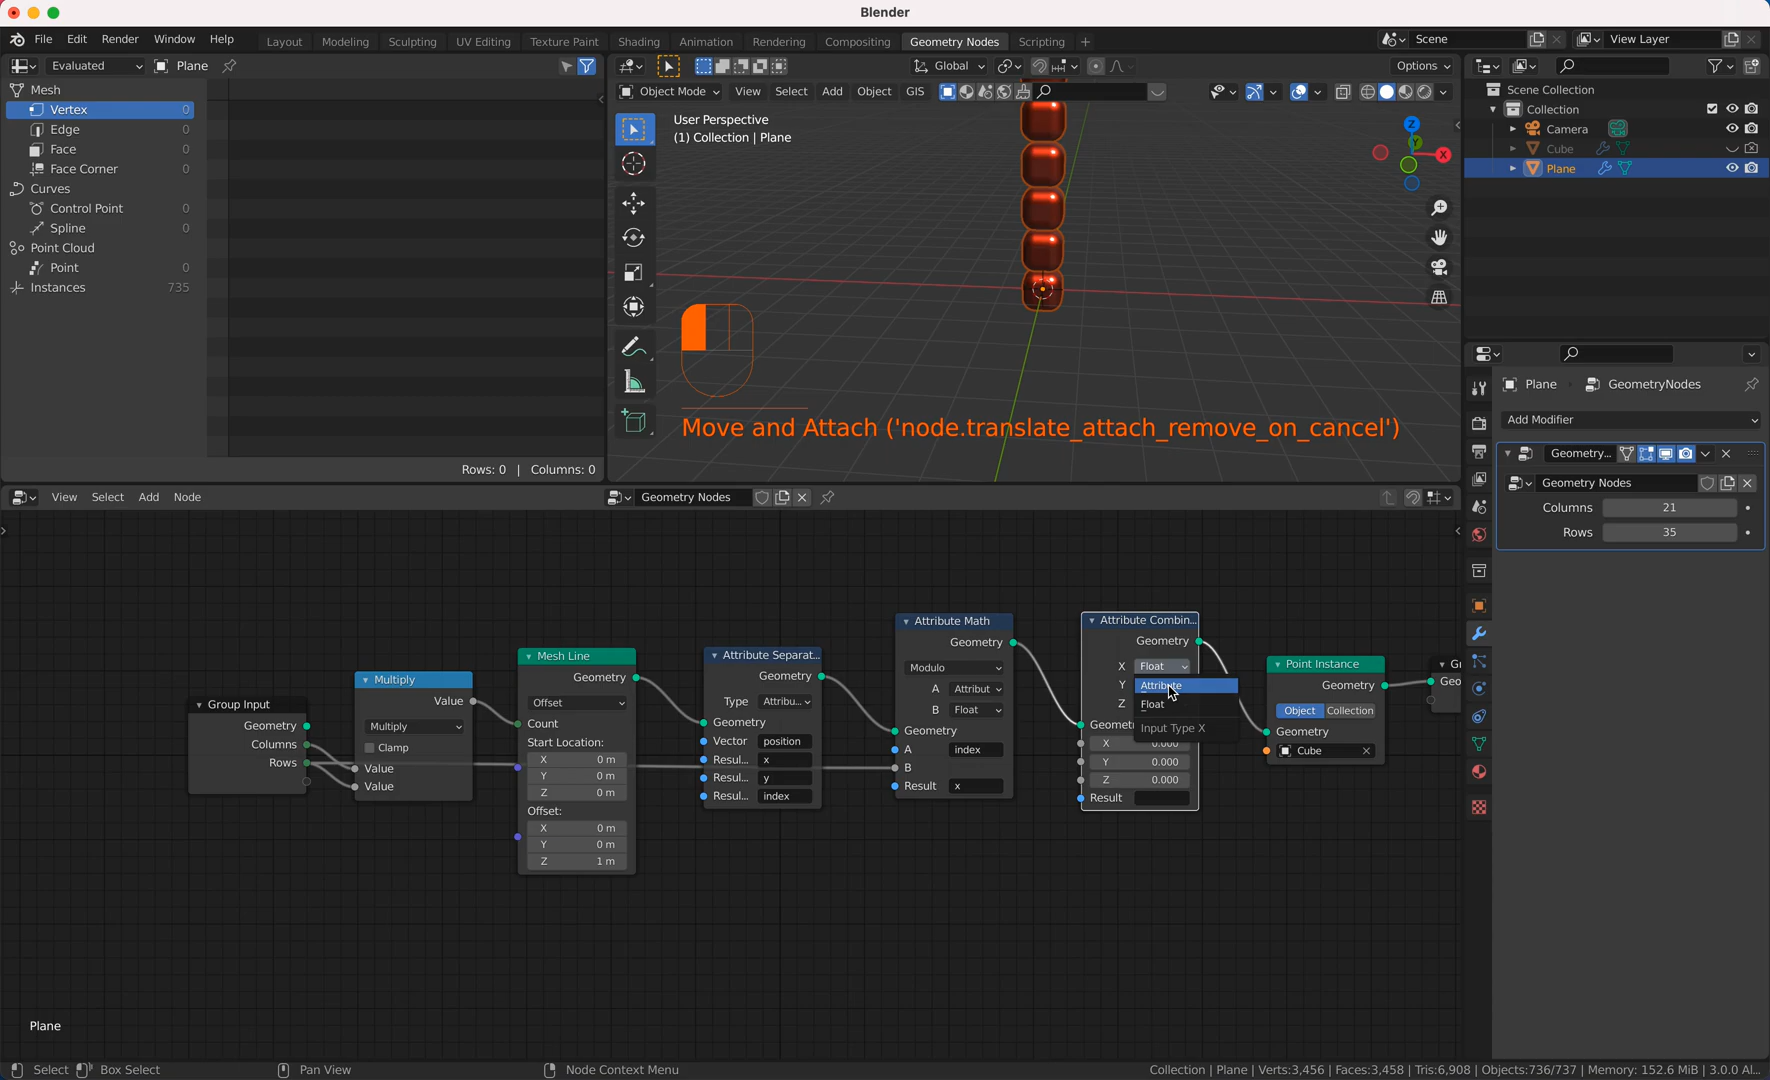 Blender
File Edit Render Window Help
Layout Modeling Sculpting UV Editing Texture Paint Shading Animation Rendering Compositing Geometry Nodes Scripting
Scene
View Layer
Evaluated
Plane
Mesh
Vertex 0
Edge 0
Face 0
Face Corner 0
Curves
Control Point 0
Spline 0
Point Cloud
Point 0
Instances 735
Rows: 0 | Columns: 0
Global
Options
Object Mode View Select Add Object GIS
User Perspective
(1) Collection | Plane
Z
Y
X
Move and Attach ('node.translate_attach_remove_on_cancel')
Scene Collection
Collection
Camera
Cube
Plane
Plane
GeometryNodes
Add Modifier
Geometry...
Geometry Nodes
Columns 21
Rows 35
View Select Add Node
Geometry Nodes
Group Input
Geometry
Columns
Rows
Multiply
Value
Multiply
Clamp
Value
Value
Mesh Line
Geometry
Offset
Count
Start Location:
X 0 m
Y 0 m
Z 0 m
Offset:
X 0 m
Y 0 m
Z 1 m
Attribute Separat...
Geometry
Type Attribu...
Geometry
Vector position
Resul... x
Resul... y
Resul... index
Attribute Math
Geometry
Modulo
A Attribut
B Float
Geometry
A index
B
Result x
Attribute Combin...
Geometry
X Float
Y Attribute
Z Float
Input Type X
Geomet
X 0.000
Y 0.000
Z 0.000
Result
Point Instance
Geometry
Object Collection
Geometry
Cube
Gr
Geo
Plane
Select Box Select Pan View Node Context Menu
Collection | Plane | Verts:3,456 | Faces:3,458 | Tris:6,908 | Objects:736/737 | Memory: 152.6 MiB | 3.0.0 Al...